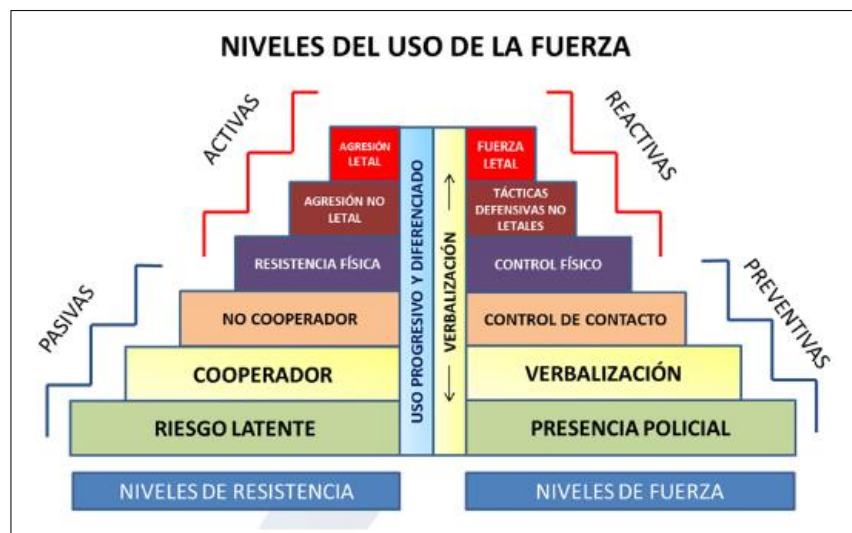 NIVELES DEL USO DE LA FUERZA
ACTIVAS
REACTIVAS
PASIVAS
PREVENTIVAS
AGRESIÓN
LETAL
FUERZA
LETAL
AGRESIÓN NO
LETAL
TÁCTICAS
DEFENSIVAS NO
LETALES
RESISTENCIA FÍSICA
CONTROL FÍSICO
NO COOPERADOR
CONTROL DE CONTACTO
COOPERADOR
VERBALIZACIÓN
RIESGO LATENTE
PRESENCIA POLICIAL
USO PROGRESIVO Y DIFERENCIADO
VERBALIZACIÓN
NIVELES DE RESISTENCIA
NIVELES DE FUERZA